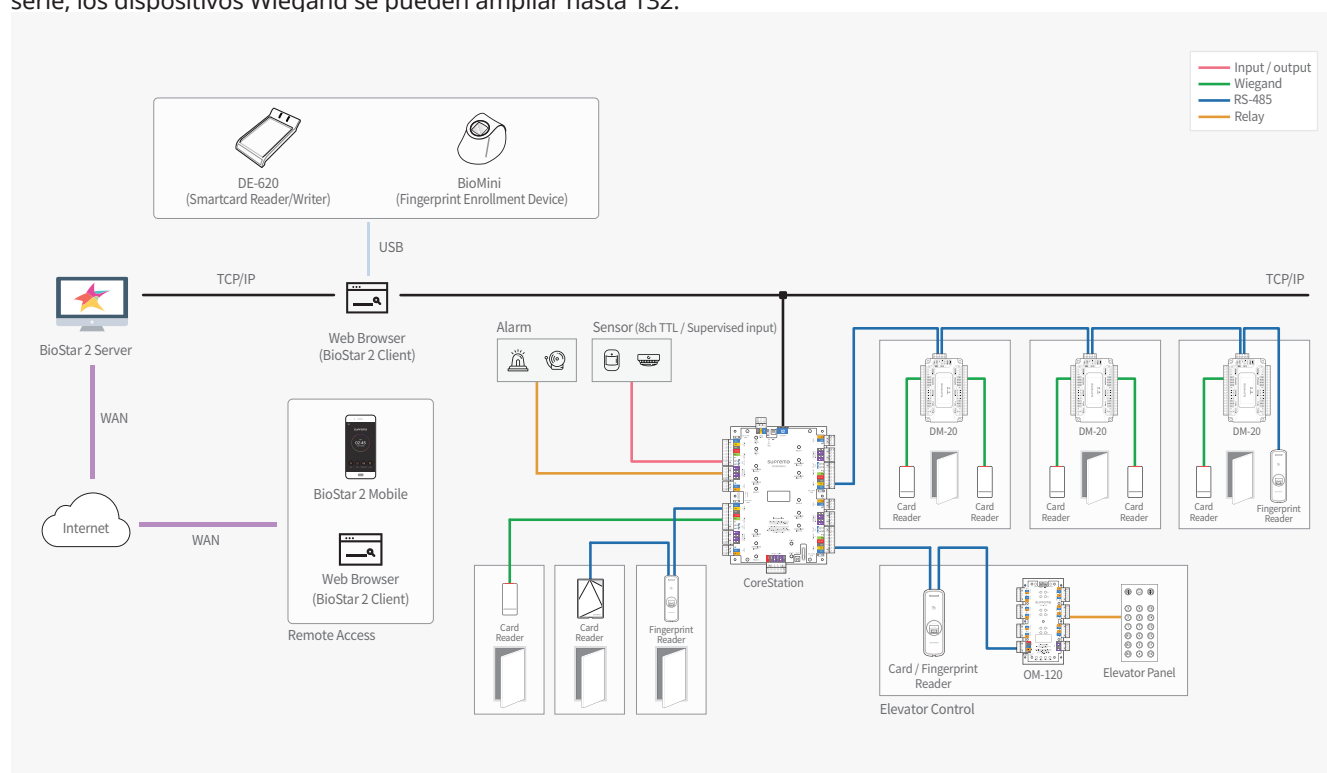 serie, los dispositivos Wiegand se pueden ampliar hasta 132.
Input / output
Wiegand
RS-485
Relay
DE-620
(Smartcard Reader/Writer)
BioMini
(Fingerprint Enrollment Device)
USB
TCP/IP
TCP/IP
BioStar 2 Server
Web Browser
(BioStar 2 Client)
Alarm
Sensor (8ch TTL / Supervised input)
WAN
BioStar 2 Mobile
Internet
WAN
Web Browser
(BioStar 2 Client)
Remote Access
DM-20
DM-20
DM-20
Card
Reader
Card
Reader
Card
Reader
Card
Reader
Card
Reader
Fingerprint
Reader
suprema
CoreStation
Card
Reader
Card
Reader
Fingerprint
Reader
Card / Fingerprint
Reader
OM-120
Elevator Panel
Elevator Control